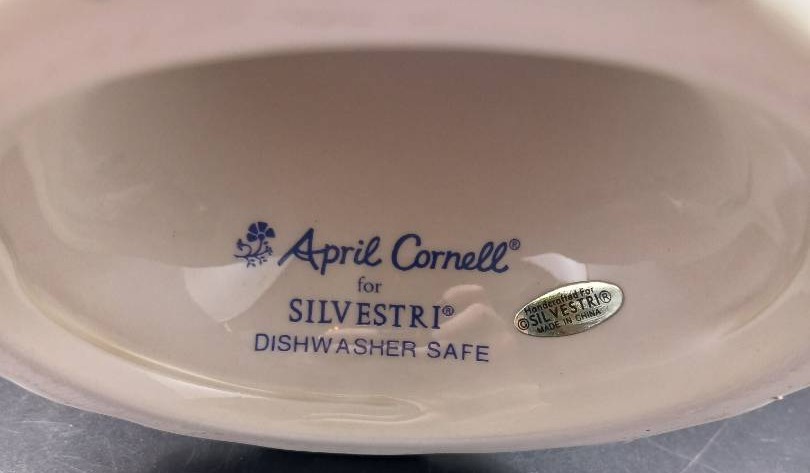 April Cornell®
for
SILVESTRI®
DISHWASHER SAFE
Handcrafted For
©SILVESTRI®
MADE IN CHINA